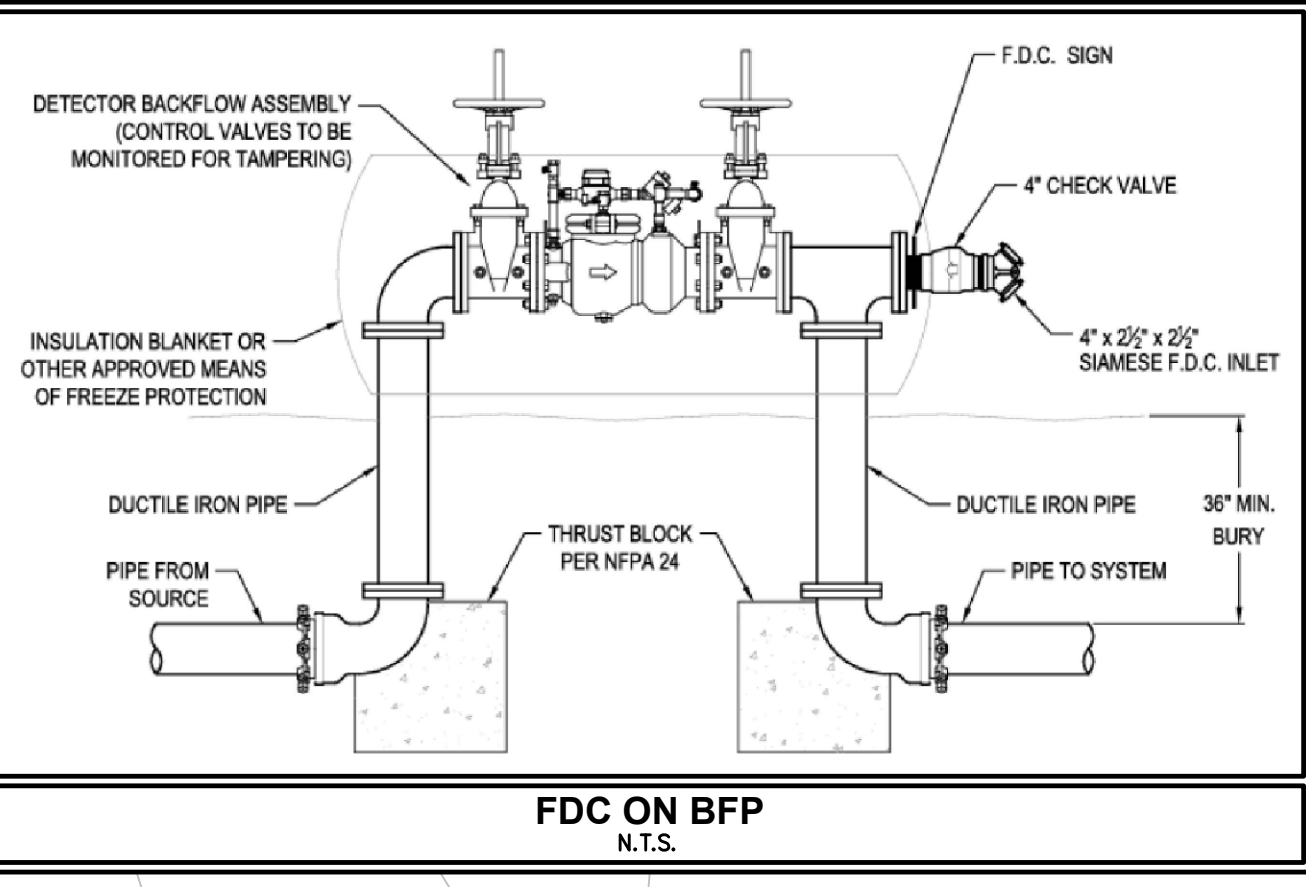 F.D.C. SIGN
DETECTOR BACKFLOW ASSEMBLY
(CONTROL VALVES TO BE
MONITORED FOR TAMPERING)
4" CHECK VALVE
INSULATION BLANKET OR
OTHER APPROVED MEANS
OF FREEZE PROTECTION
4" x 2½" x 2½"
SIAMESE F.D.C. INLET
DUCTILE IRON PIPE
DUCTILE IRON PIPE
36" MIN.
BURY
THRUST BLOCK
PER NFPA 24
PIPE FROM
SOURCE
PIPE TO SYSTEM
FDC ON BFP
N.T.S.